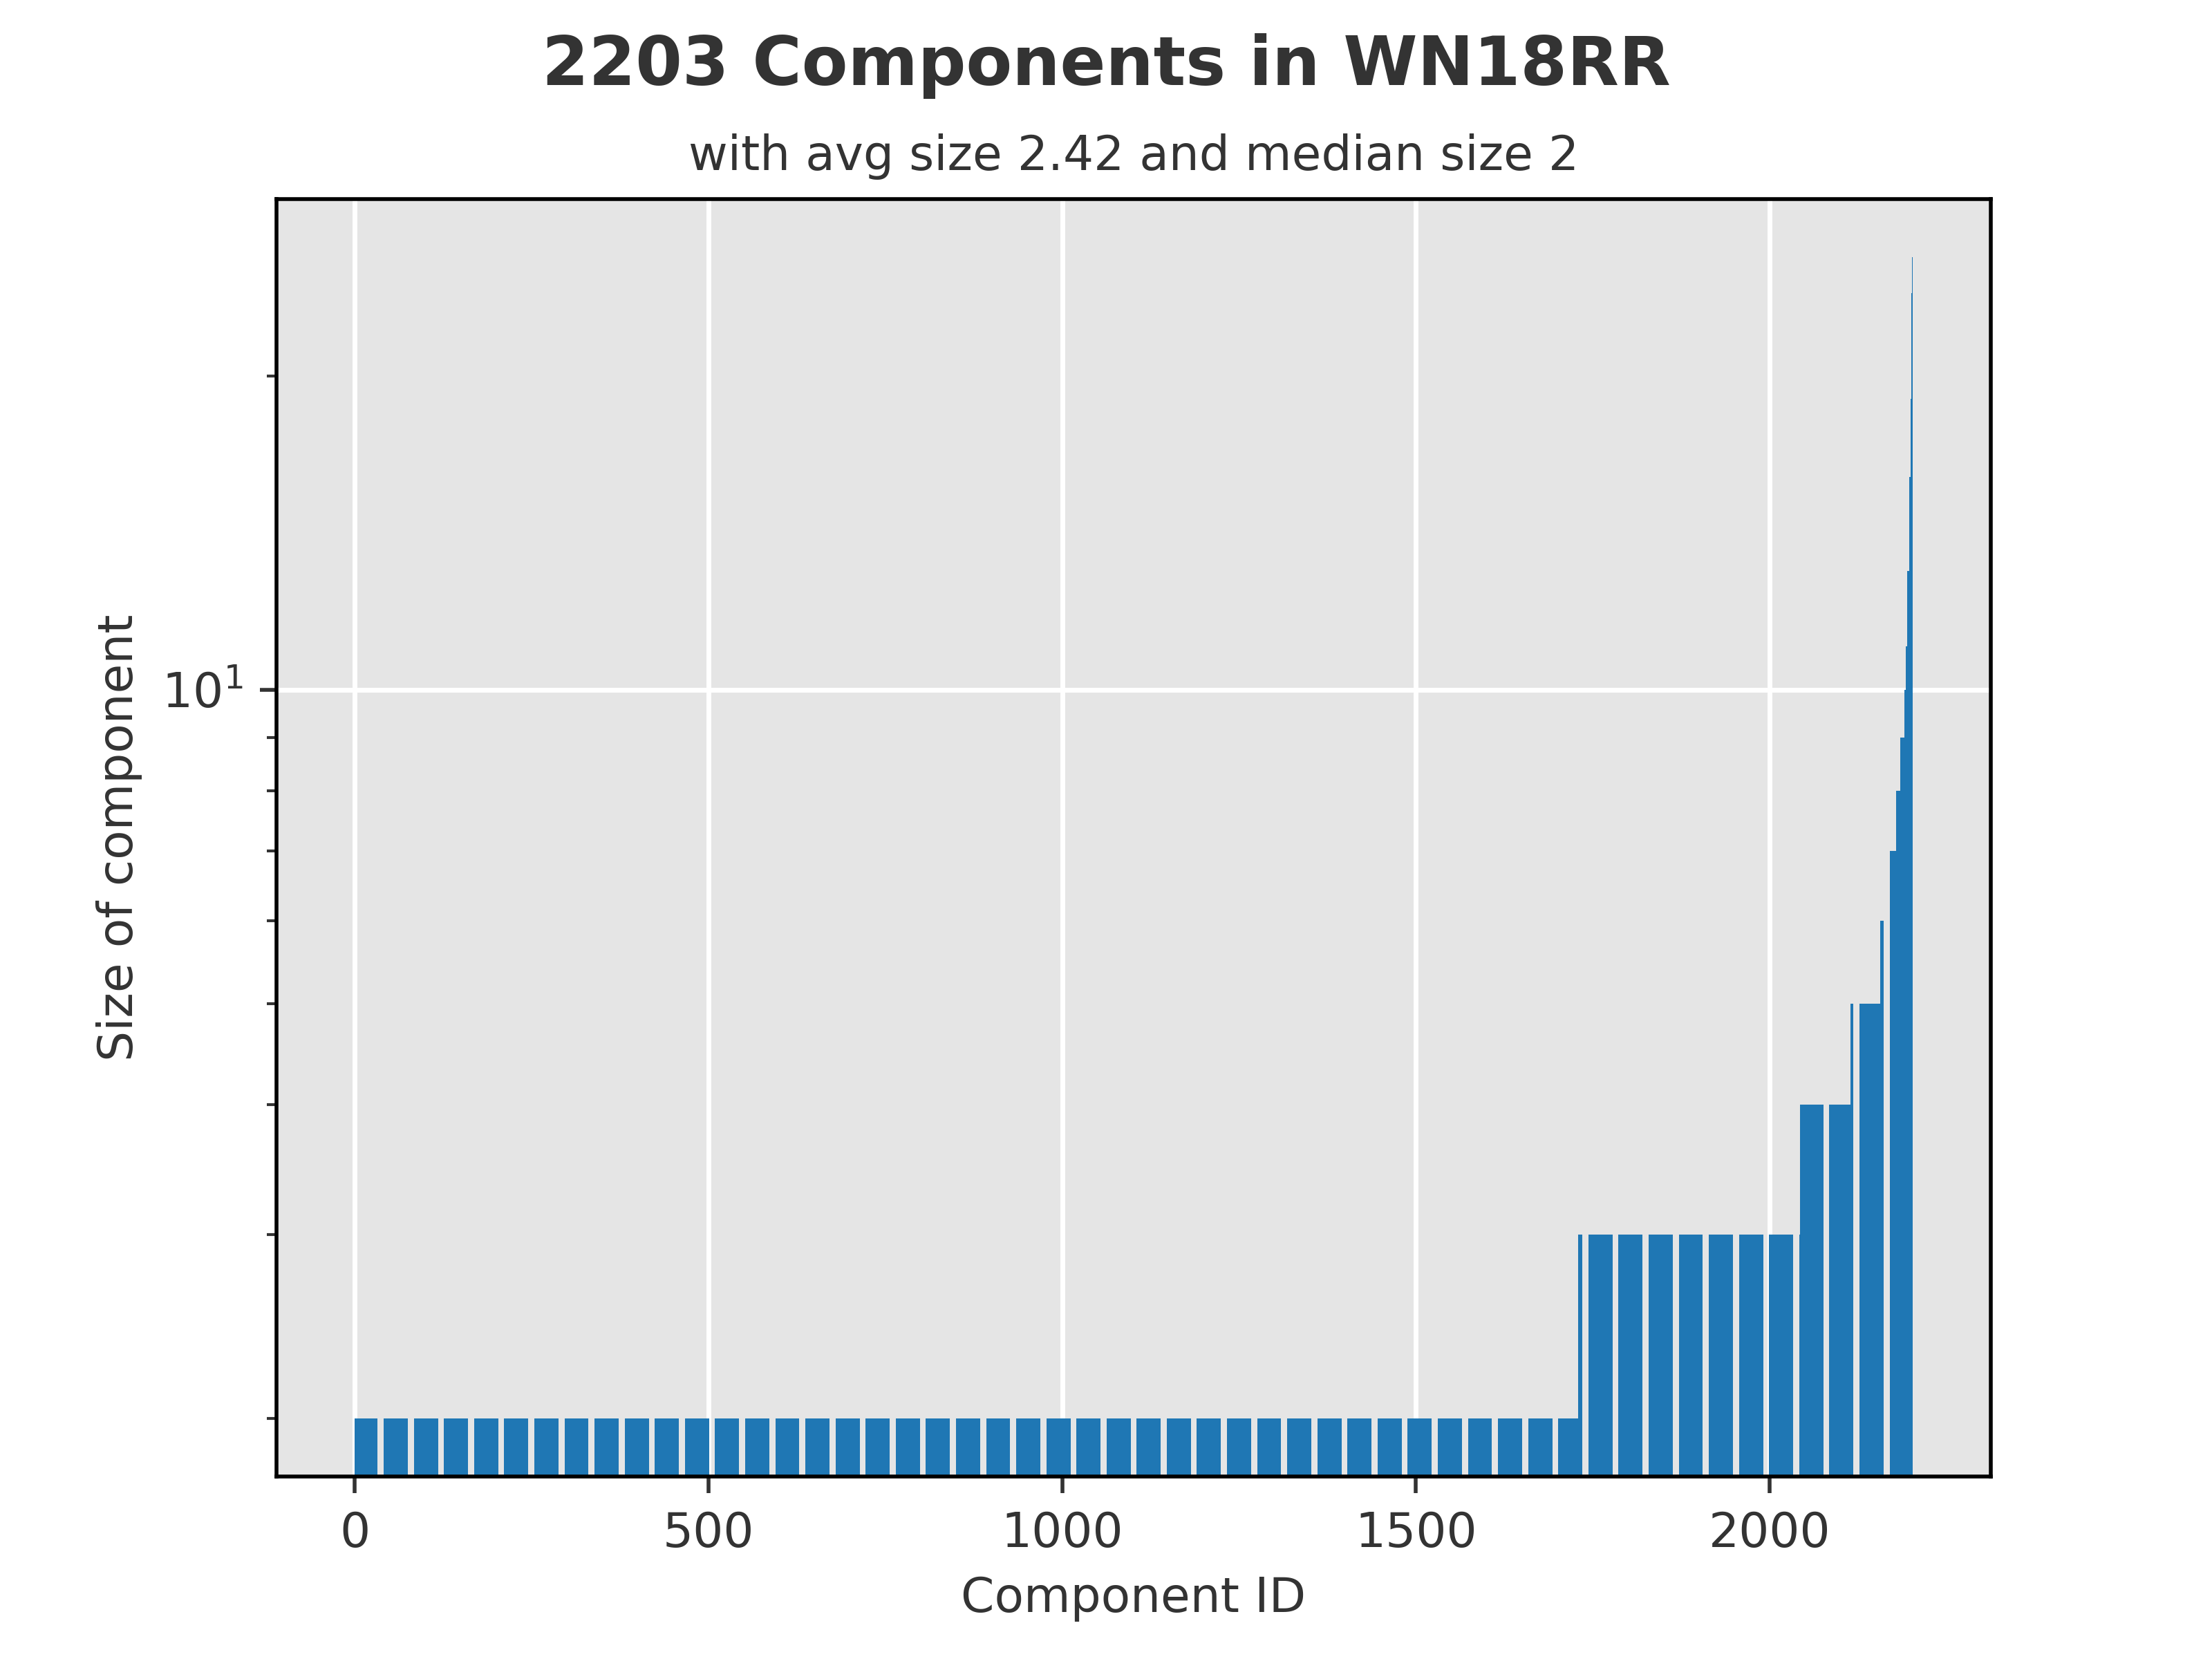 2203 Components in WN18RR
with avg size 2.42 and median size 2
Size of component
10¹
0 500 1000 1500 2000
Component ID